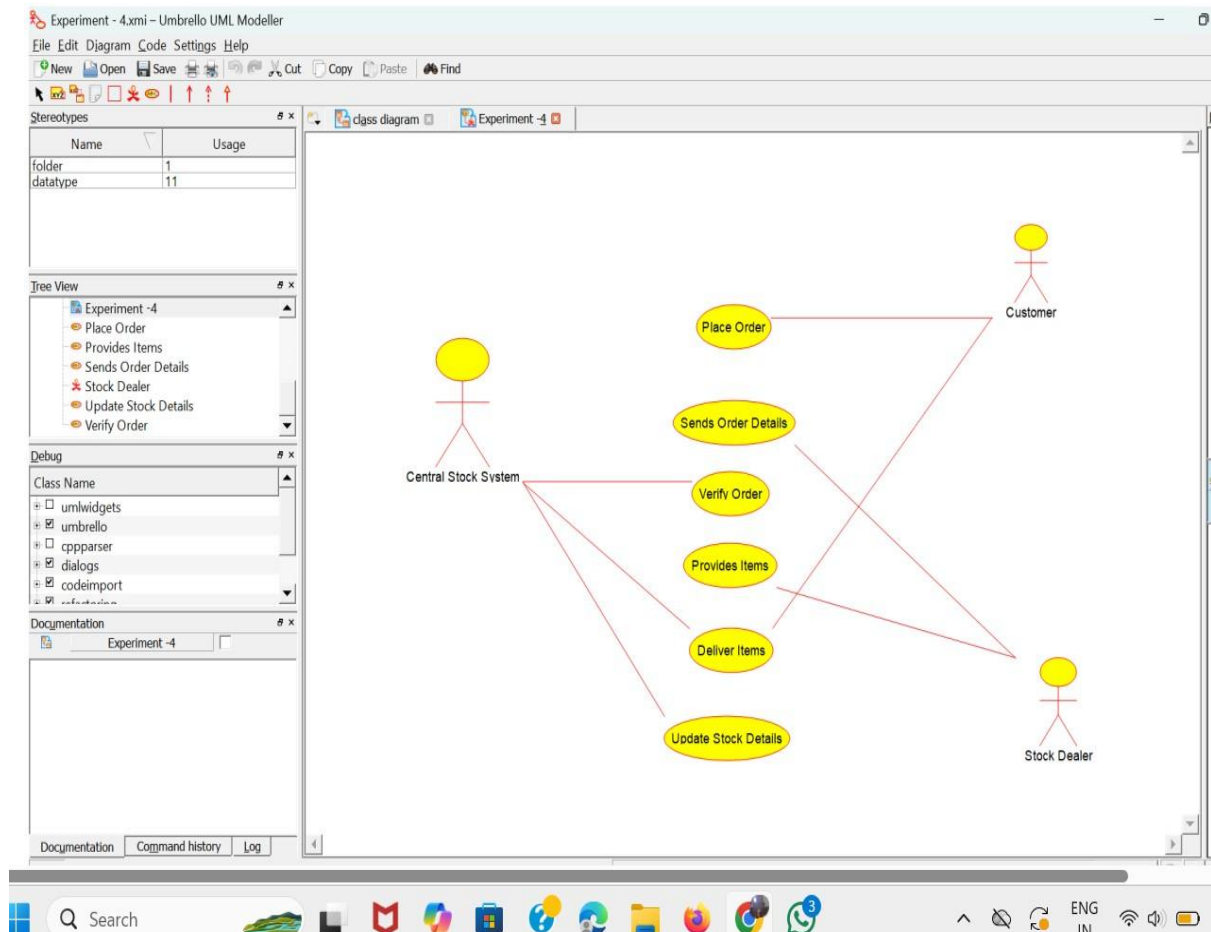 Experiment - 4.xmi – Umbrello UML Modeller
File Edit Diagram Code Settings Help
New Open Save Cut Copy Paste Find
Stereotypes
Name Usage
folder 1
datatype 11
Tree View
Experiment -4
Place Order
Provides Items
Sends Order Details
Stock Dealer
Update Stock Details
Verify Order
Debug
Class Name
umlwidgets
umbrello
cppparser
dialogs
codeimport
refactoring
Documentation
Experiment -4
Documentation Command history Log
class diagram Experiment -4
Customer
Place Order
Sends Order Details
Central Stock System
Verify Order
Provides Items
Deliver Items
Update Stock Details
Stock Dealer
Search
3
ENG
IN